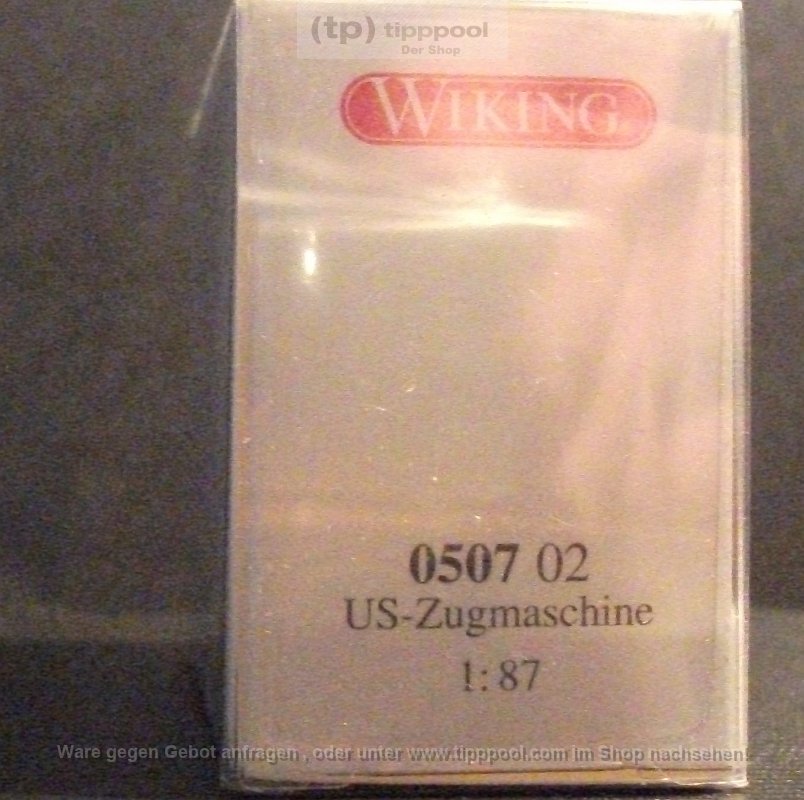 (tp) tipppool
Der Shop
WIKING
0507 02
US-Zugmaschine
1:87
Ware gegen Gebot anfragen , oder unter www.tipppool.com im Shop nachsehen!